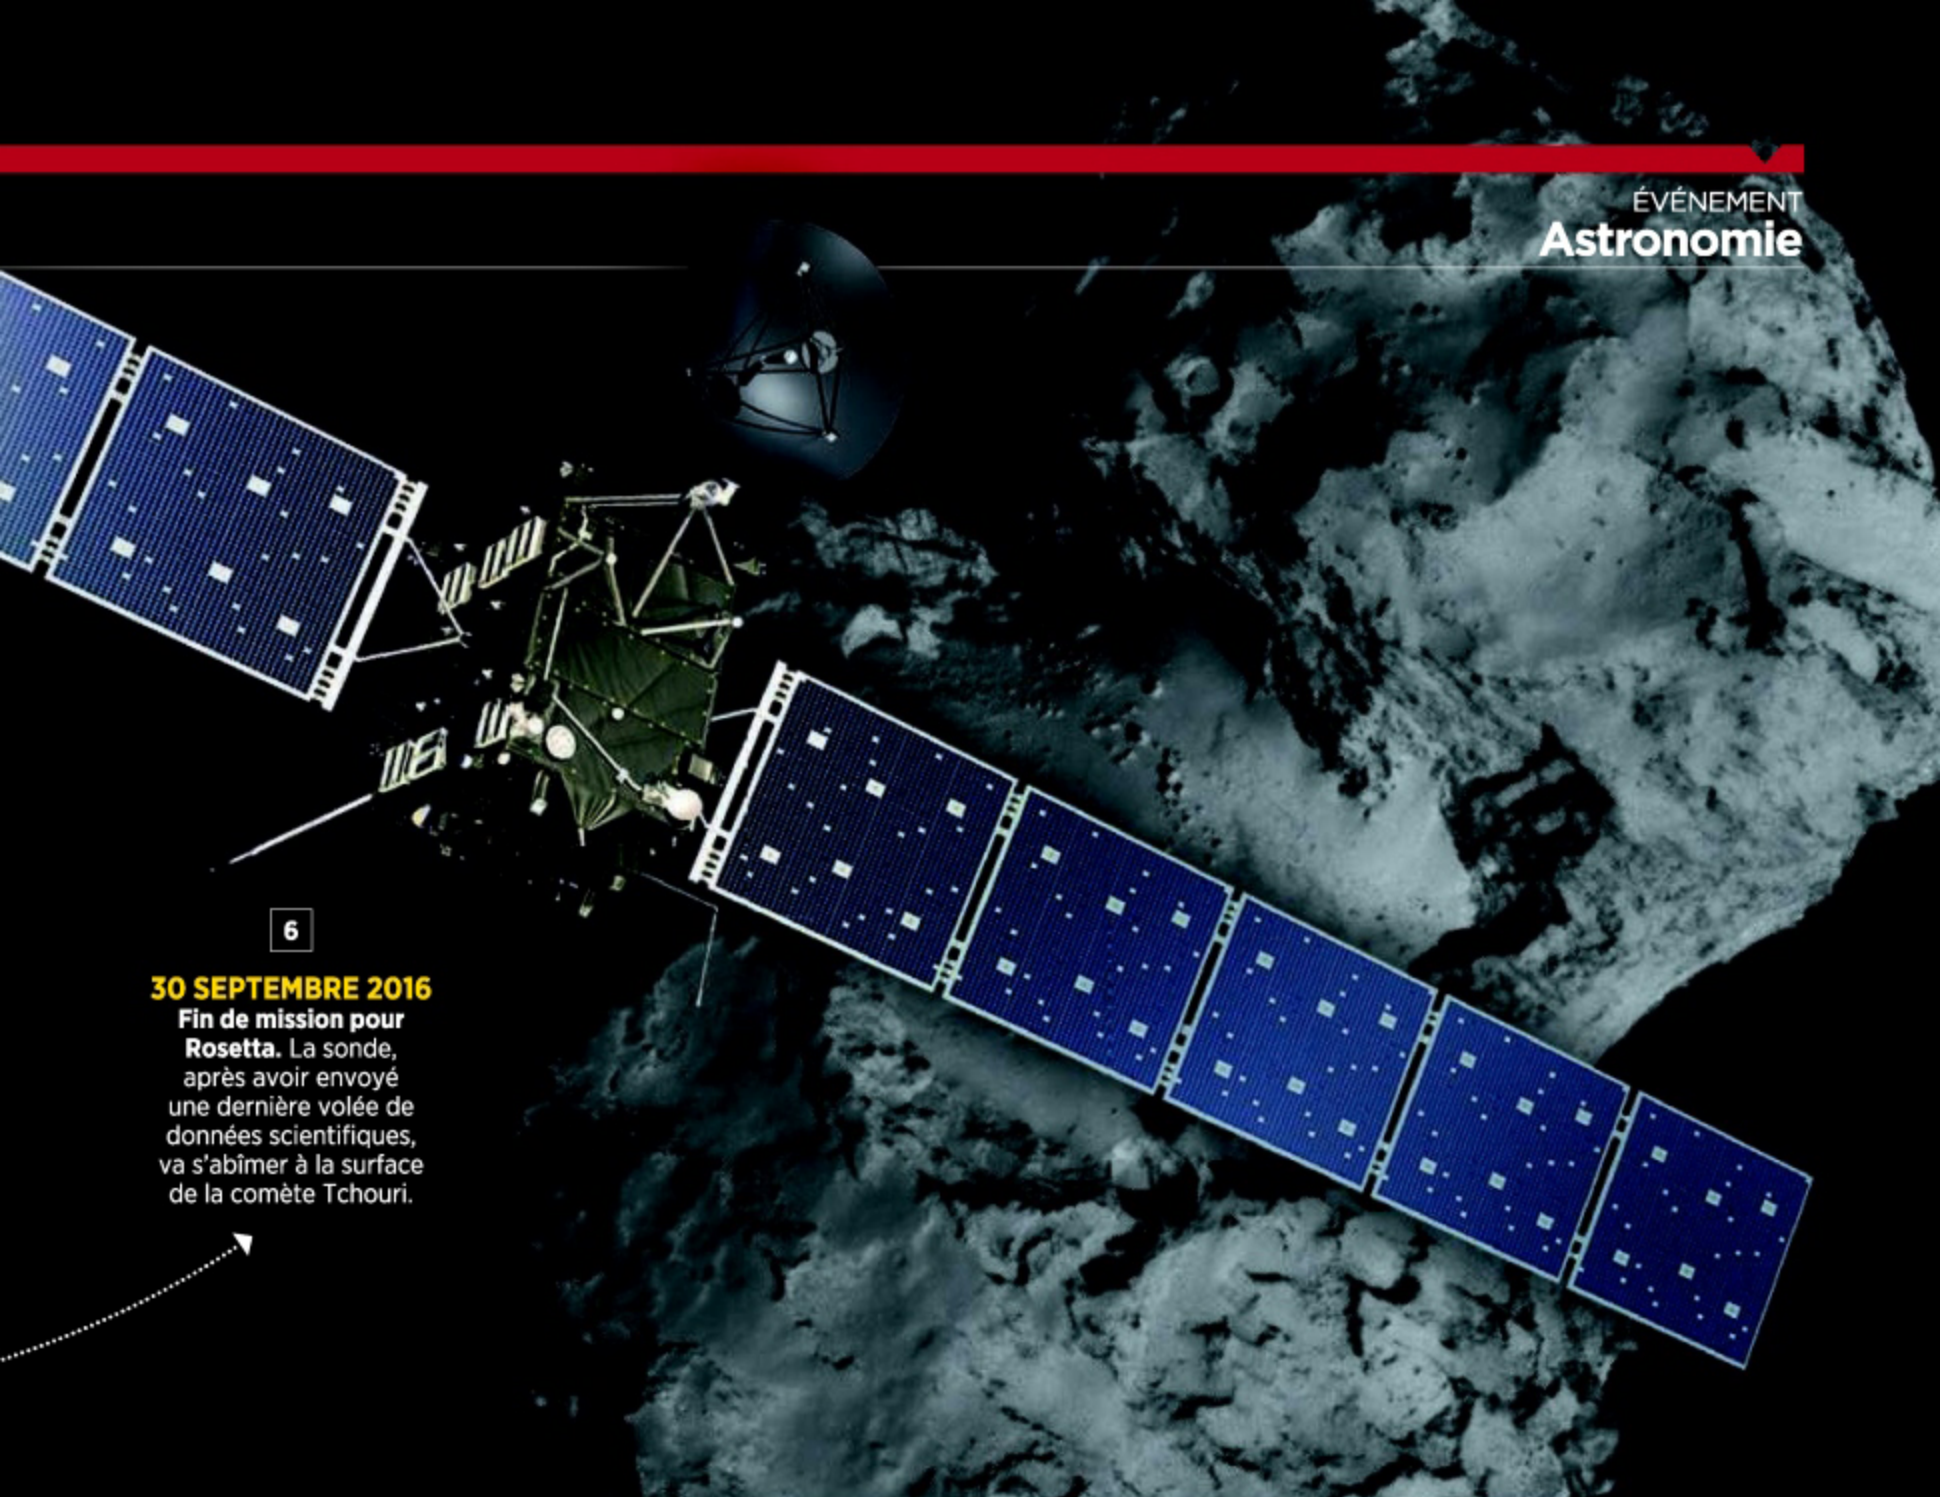 ÉVÉNEMENT
Astronomie
6
30 SEPTEMBRE 2016
Fin de mission pour
Rosetta. La sonde,
après avoir envoyé
une dernière volée de
données scientifiques,
va s'abîmer à la surface
de la comète Tchouri.